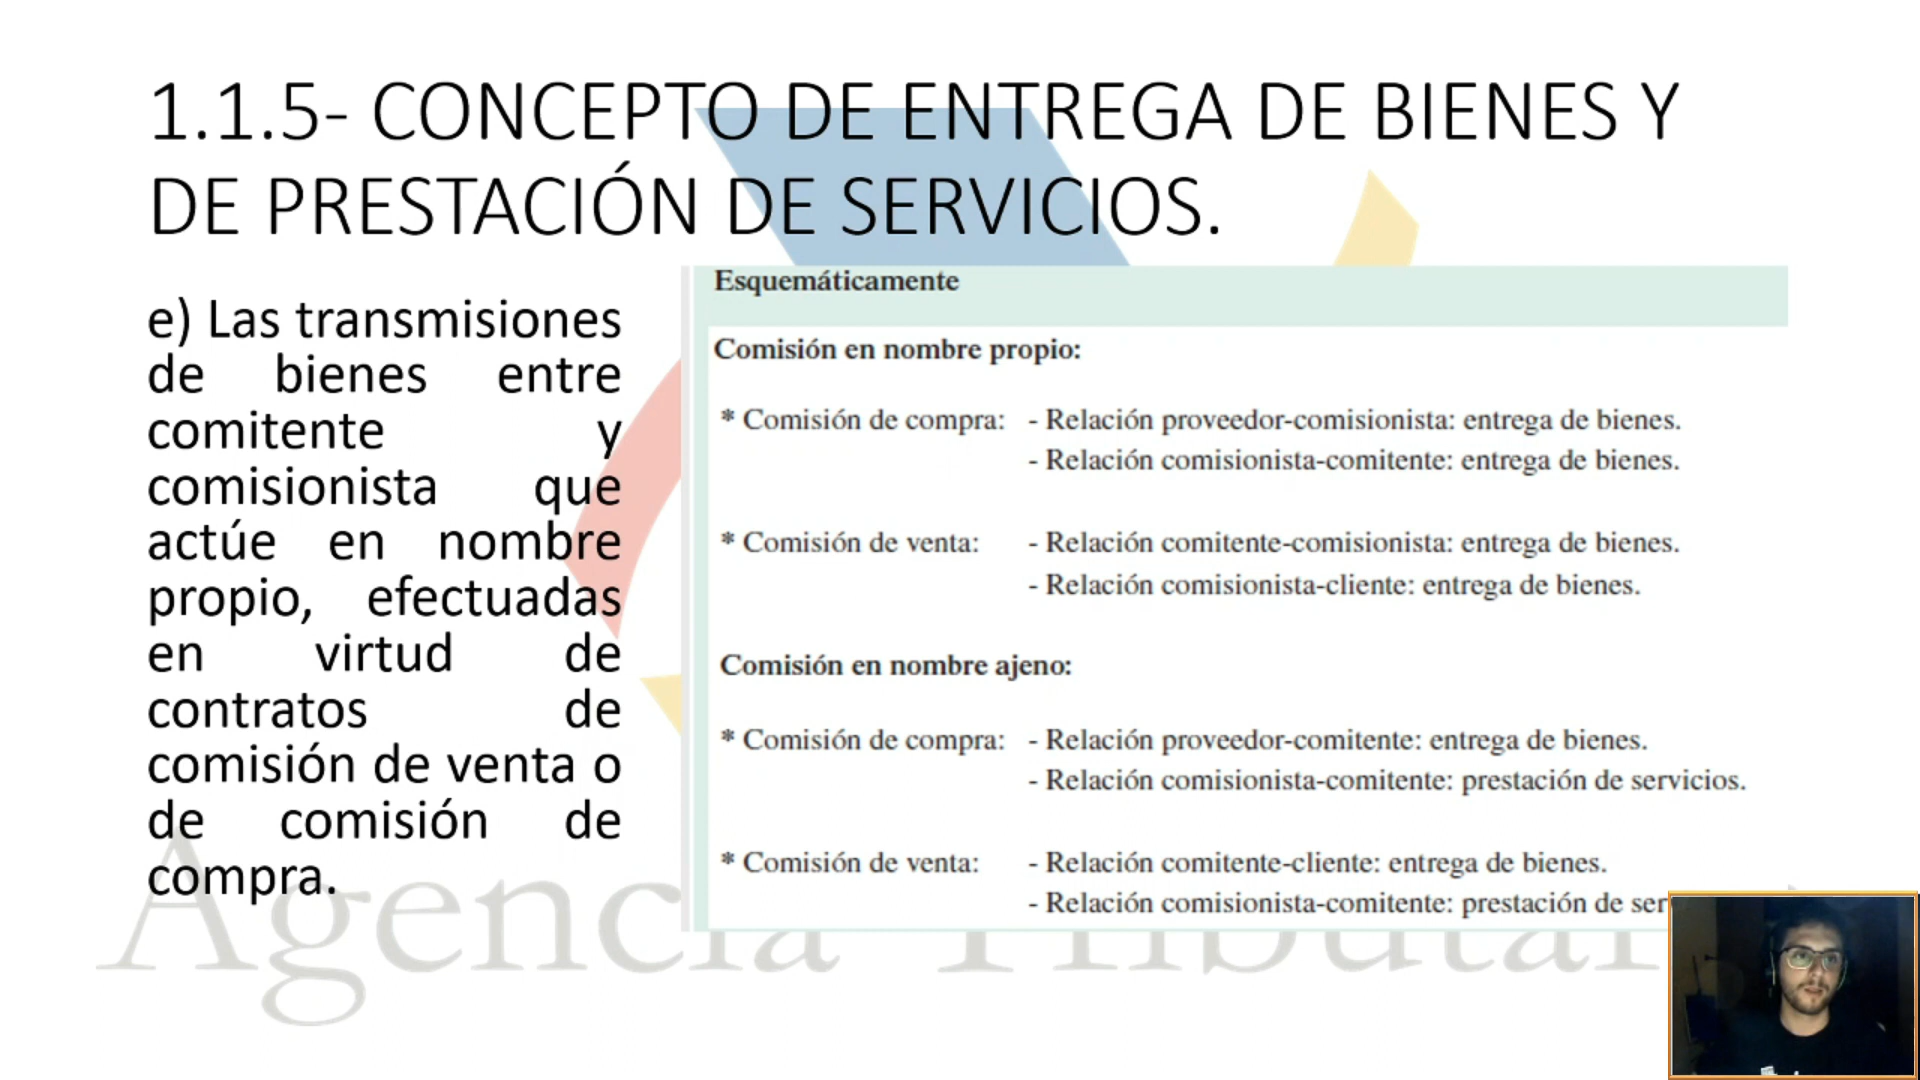 1.1.5- CONCEPTO DE ENTREGA DE BIENES Y
DE PRESTACIÓN DE SERVICIOS.
e) Las transmisiones
de bienes entre
comitente y
comisionista que
actúe en nombre
propio, efectuadas
en virtud de
contratos de
comisión de venta o
de comisión de
compra.
Esquemáticamente
Comisión en nombre propio:
* Comisión de compra: - Relación proveedor-comisionista: entrega de bienes.
- Relación comisionista-comitente: entrega de bienes.
* Comisión de venta: - Relación comitente-comisionista: entrega de bienes.
- Relación comisionista-cliente: entrega de bienes.
Comisión en nombre ajeno:
* Comisión de compra: - Relación proveedor-comitente: entrega de bienes.
- Relación comisionista-comitente: prestación de servicios.
* Comisión de venta: - Relación comitente-cliente: entrega de bienes.
- Relación comisionista-comitente: prestación de ser
Agencia Tributar